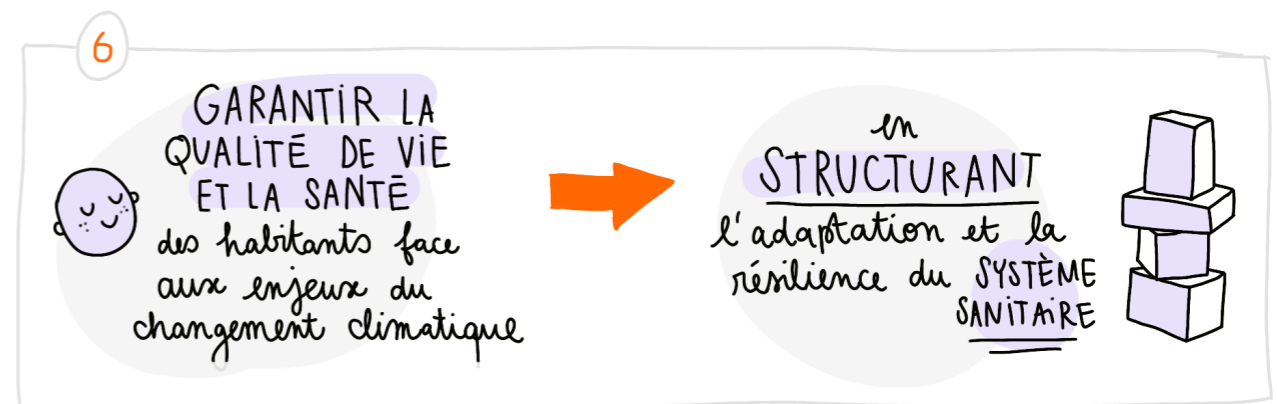 6
GARANTIR LA
QUALITÉ DE VIE
ET LA SANTÉ
des habitants face
aux enjeux du
changement climatique
en
STRUCTURANT
l'adaptation et la
résilience du SYSTÈME
SANITAIRE